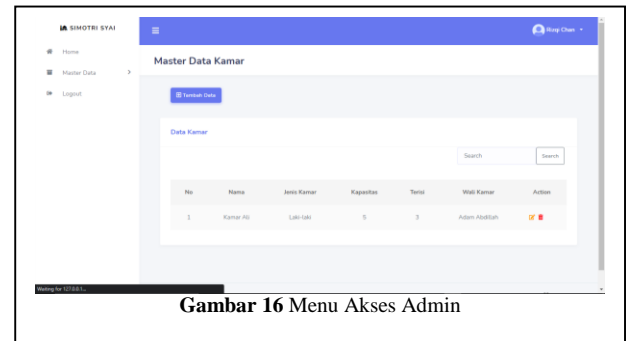 SIMOTRI SYAI
Rizqi Chan
Home
Master Data
Logout
Master Data Kamar
Tambah Data
Data Kamar
Search Search
No Nama Jenis Kamar Kapasitas Terisi Wali Kamar Action
1 Kamar Ali Laki-laki 5 3 Adam Abdillah
Waiting for 127.0.0.1...
Gambar 16 Menu Akses Admin